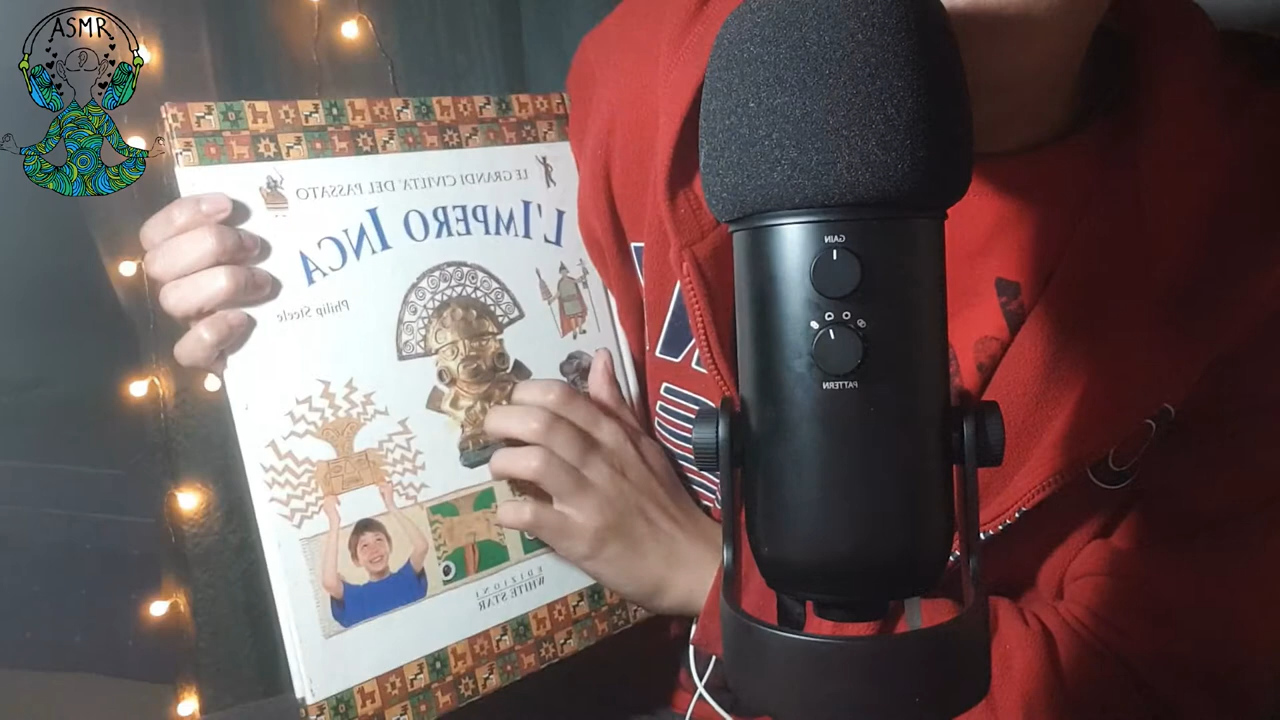 ASMR
LE GRANDI CIVILTA' DEL PASSATO
L'IMPERO INCA
Philip Steele
EDIZIONI
WHITE STAR
GAIN
PATTERN